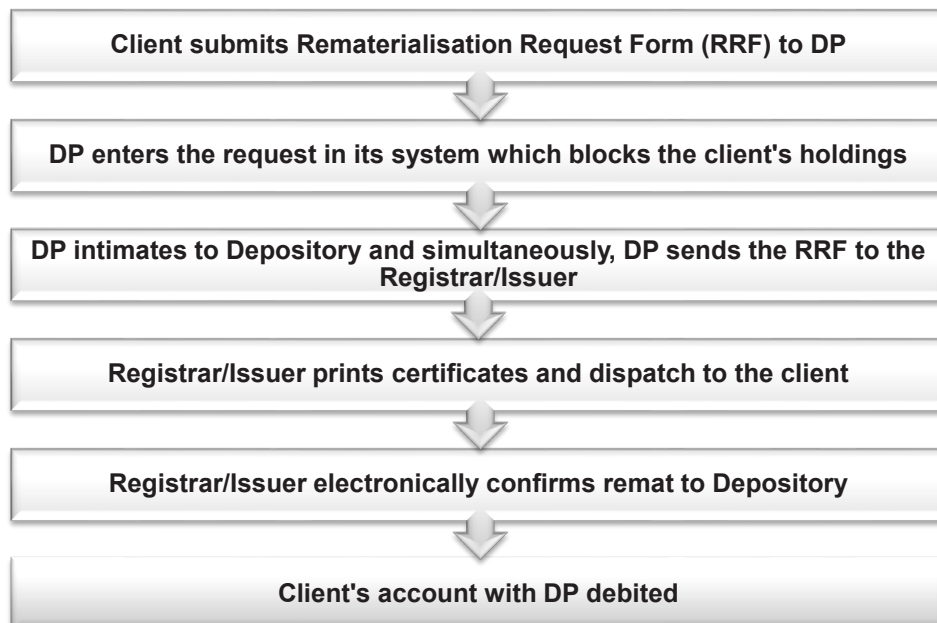 Client submits Rematerialisation Request Form (RRF) to DP
DP enters the request in its system which blocks the client's holdings
DP intimates to Depository and simultaneously, DP sends the RRF to the
Registrar/Issuer
Registrar/Issuer prints certificates and dispatch to the client
Registrar/Issuer electronically confirms remat to Depository
Client's account with DP debited